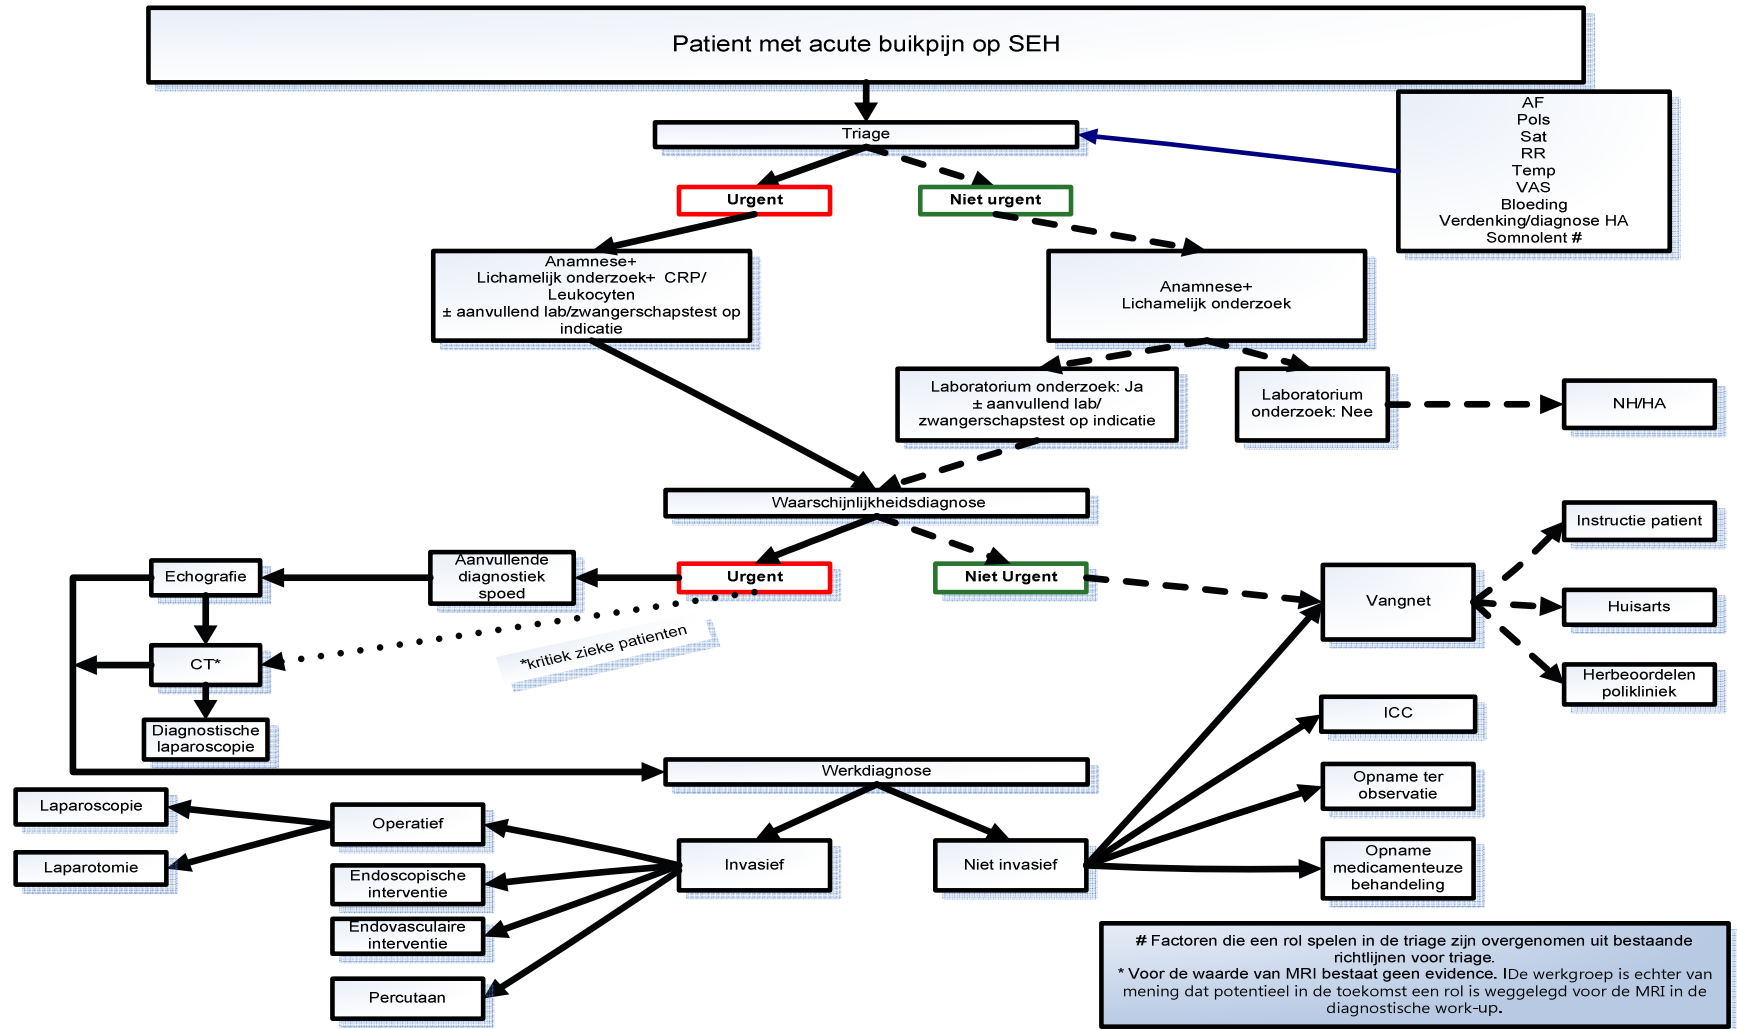 Patient met acute buikpijn op SEH
AF
Pols
Sat
RR
Temp
VAS
Bloeding
Verdenking/diagnose HA
Somnolent #
Triage
Urgent
Niet urgent
Anamnese+
Lichamelijk onderzoek+ CRP/
Leukocyten
± aanvullend lab/zwangerschapstest op
indicatie
Anamnese+
Lichamelijk onderzoek
Laboratorium onderzoek: Ja
± aanvullend lab/
zwangerschapstest op indicatie
Laboratorium
onderzoek: Nee
NH/HA
Waarschijnlijkheidsdiagnose
Instructie patient
Echografie
Aanvullende
diagnostiek
spoed
Urgent
Niet Urgent
Vangnet
Huisarts
*kritiek zieke patienten
CT*
Herbeoordelen
polikliniek
Diagnostische
laparoscopie
ICC
Werkdiagnose
Opname ter
observatie
Laparoscopie
Operatief
Laparotomie
Invasief
Niet invasief
Opname
medicamenteuze
behandeling
Endoscopische
interventie
Endovasculaire
interventie
Percutaan
# Factoren die een rol spelen in de triage zijn overgenomen uit bestaande
richtlijnen voor triage.
* Voor de waarde van MRI bestaat geen evidence. IDe werkgroep is echter van
mening dat potentieel in de toekomst een rol is weggelegd voor de MRI in de
diagnostische work-up.